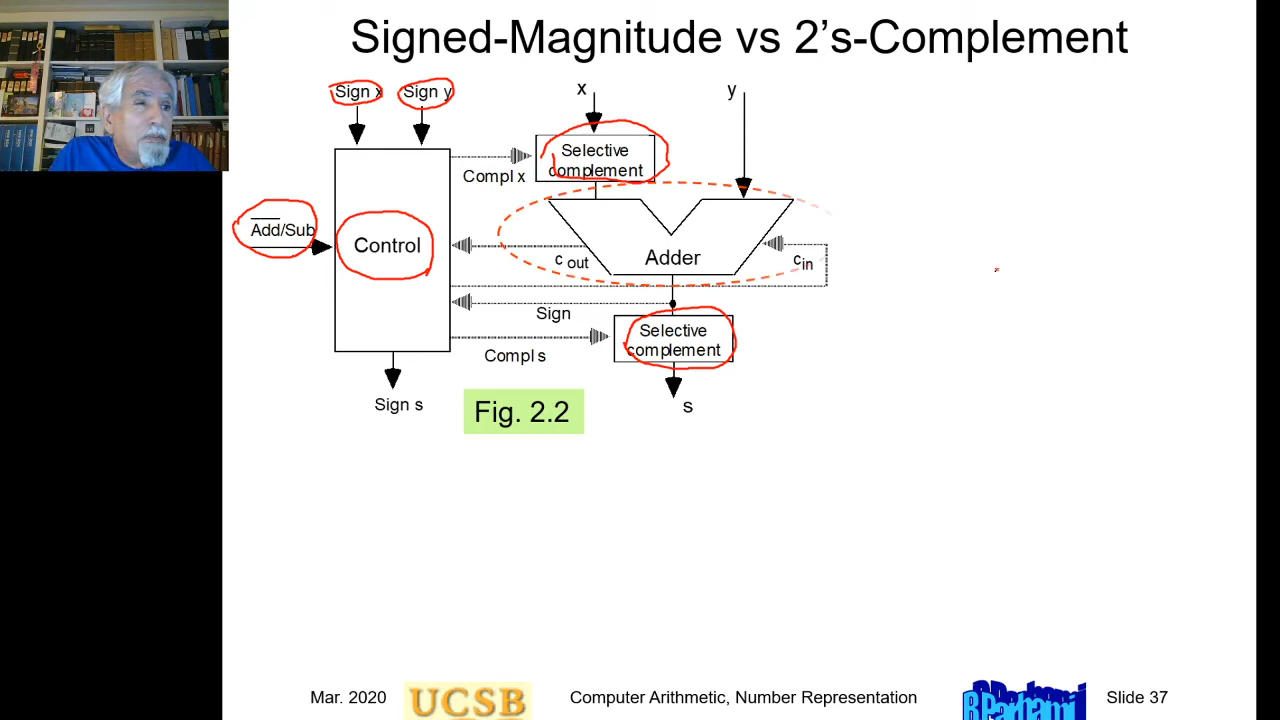 Signed-Magnitude vs 2's-Complement
Sign x
Sign y
x
y
Selective
complement
Compl x
Add/Sub
Control
c out
Adder
c in
Sign
Selective
complement
Compl s
Sign s
s
Fig. 2.2
Mar. 2020
UCSB
Computer Arithmetic, Number Representation
B. Parhami
Slide 37